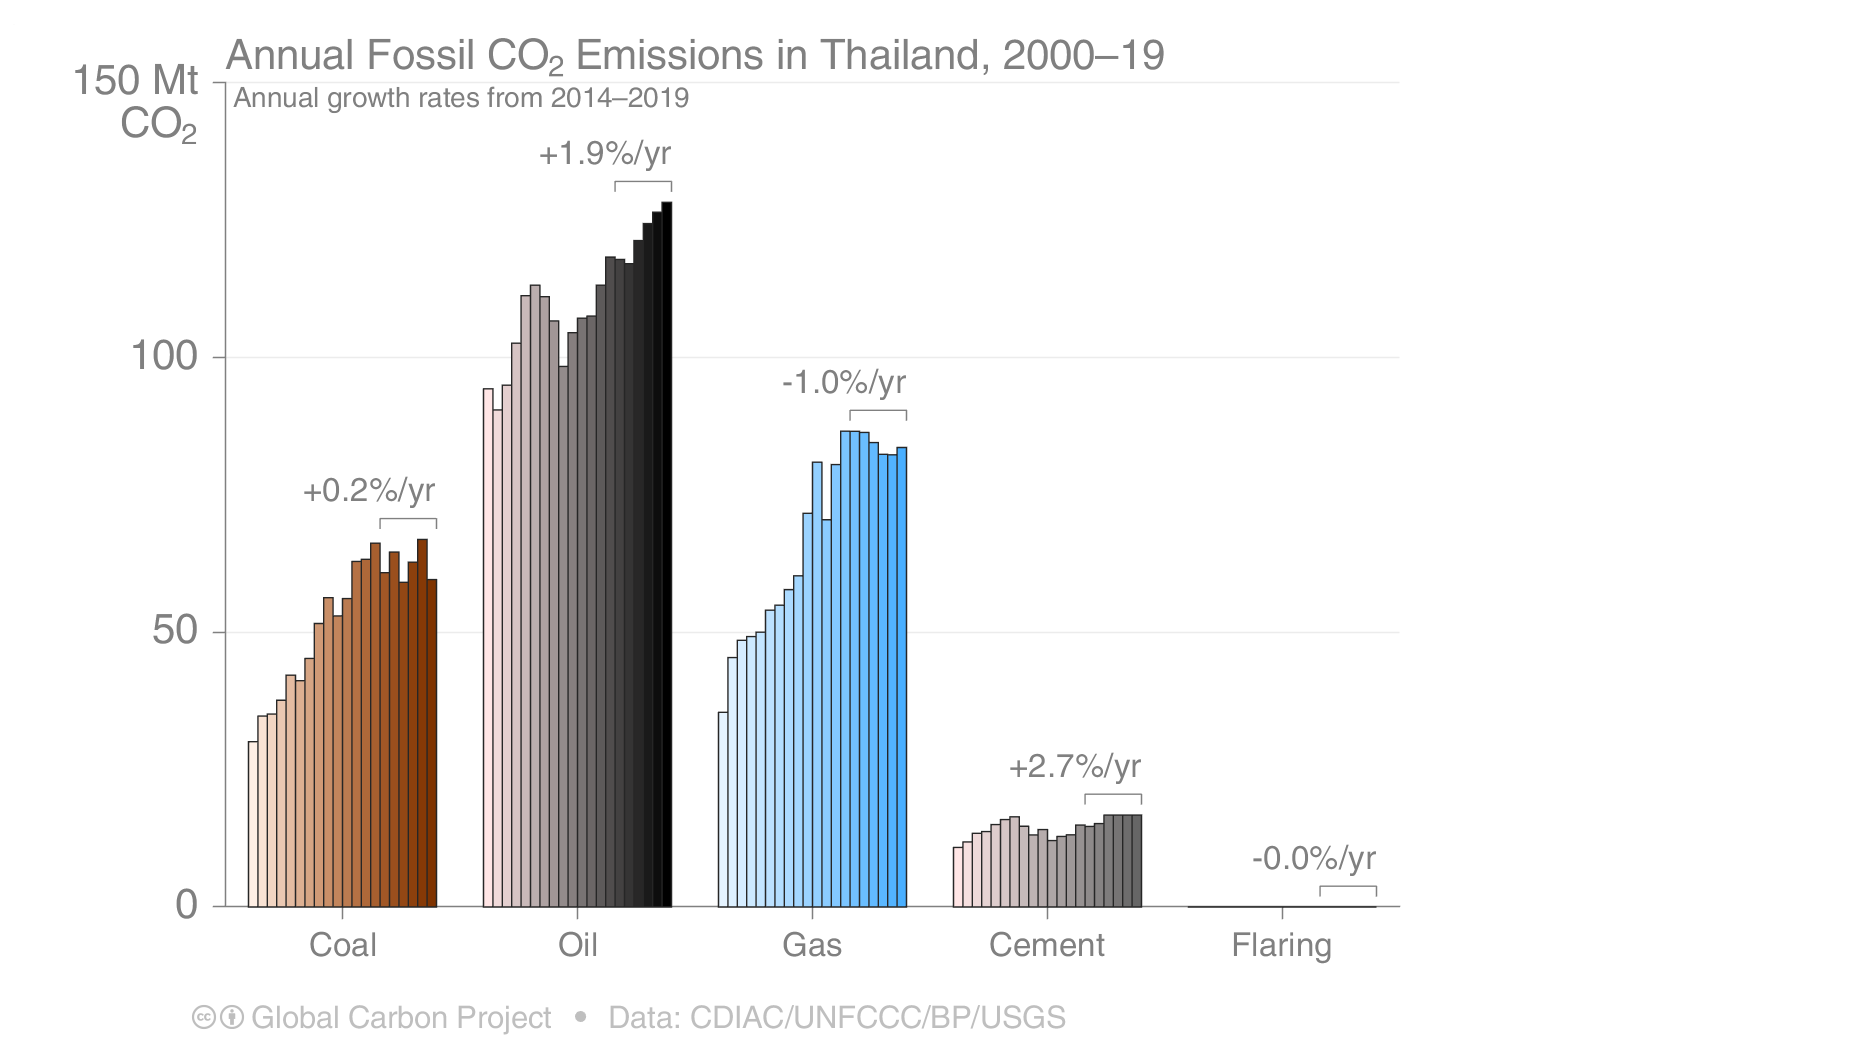 Annual Fossil CO₂ Emissions in Thailand, 2000–19
150 Mt
CO₂
Annual growth rates from 2014–2019
+1.9%/yr
100
-1.0%/yr
+0.2%/yr
50
+2.7%/yr
-0.0%/yr
0
Coal Oil Gas Cement Flaring
cc Global Carbon Project • Data: CDIAC/UNFCCC/BP/USGS